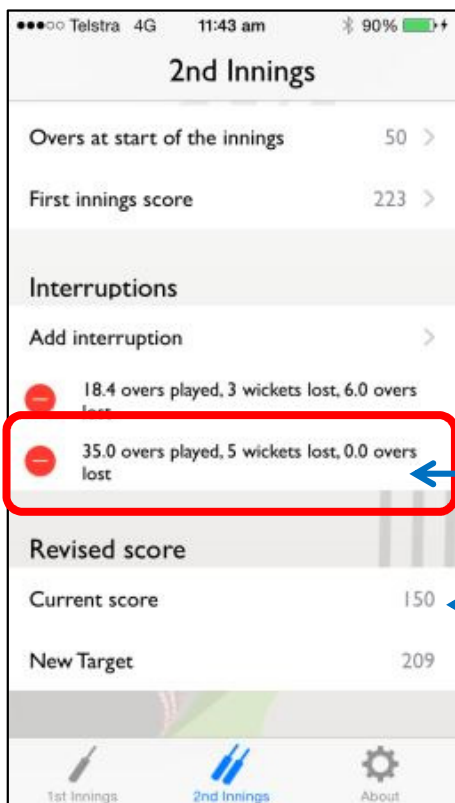 ●●●○○ Telstra 4G 11:43 am 90%
2nd Innings
Overs at start of the innings 50
First innings score 223
Interruptions
Add interruption
18.4 overs played, 3 wickets lost, 6.0 overs
lost
35.0 overs played, 5 wickets lost, 0.0 overs
lost
Revised score
Current score 150
New Target 209
1st Innings 2nd Innings About